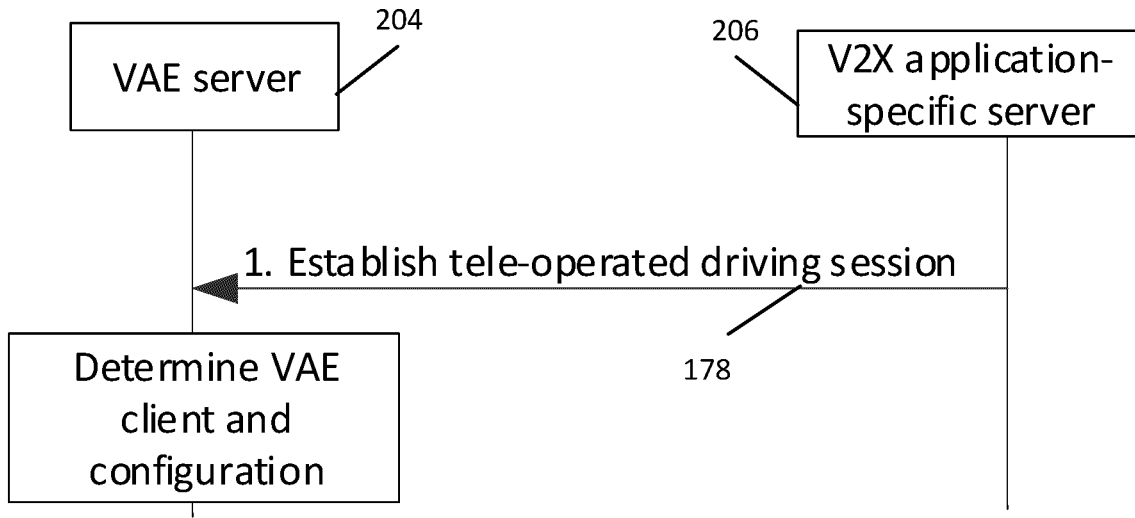 204
VAE server
206
V2X application-
specific server
1. Establish tele-operated driving session
178
Determine VAE
client and
configuration